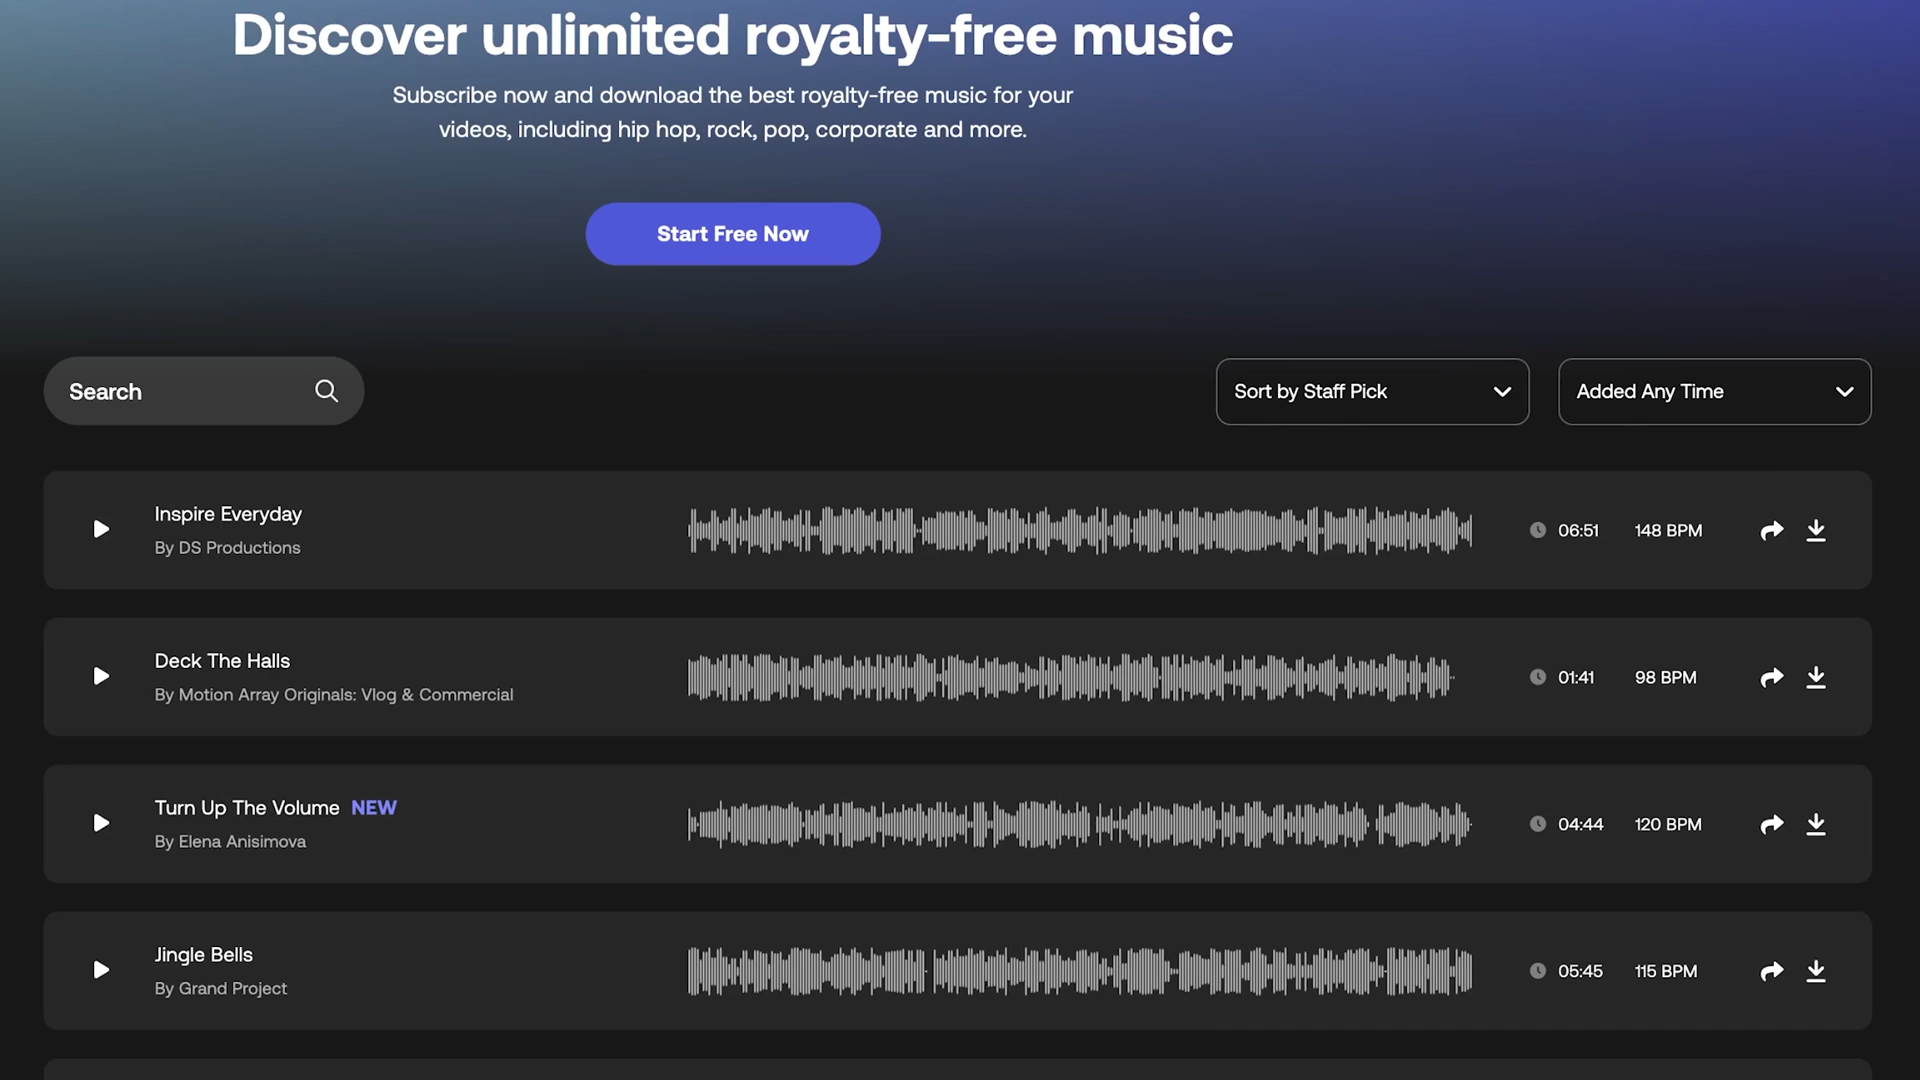 Discover unlimited royalty-free music
Subscribe now and download the best royalty-free music for your
videos, including hip hop, rock, pop, corporate and more.
Start Free Now
Search
Sort by Staff Pick
Added Any Time
Inspire Everyday
By DS Productions
06:51
148 BPM
Deck The Halls
By Motion Array Originals: Vlog & Commercial
01:41
98 BPM
Turn Up The Volume NEW
By Elena Anisimova
04:44
120 BPM
Jingle Bells
By Grand Project
05:45
115 BPM